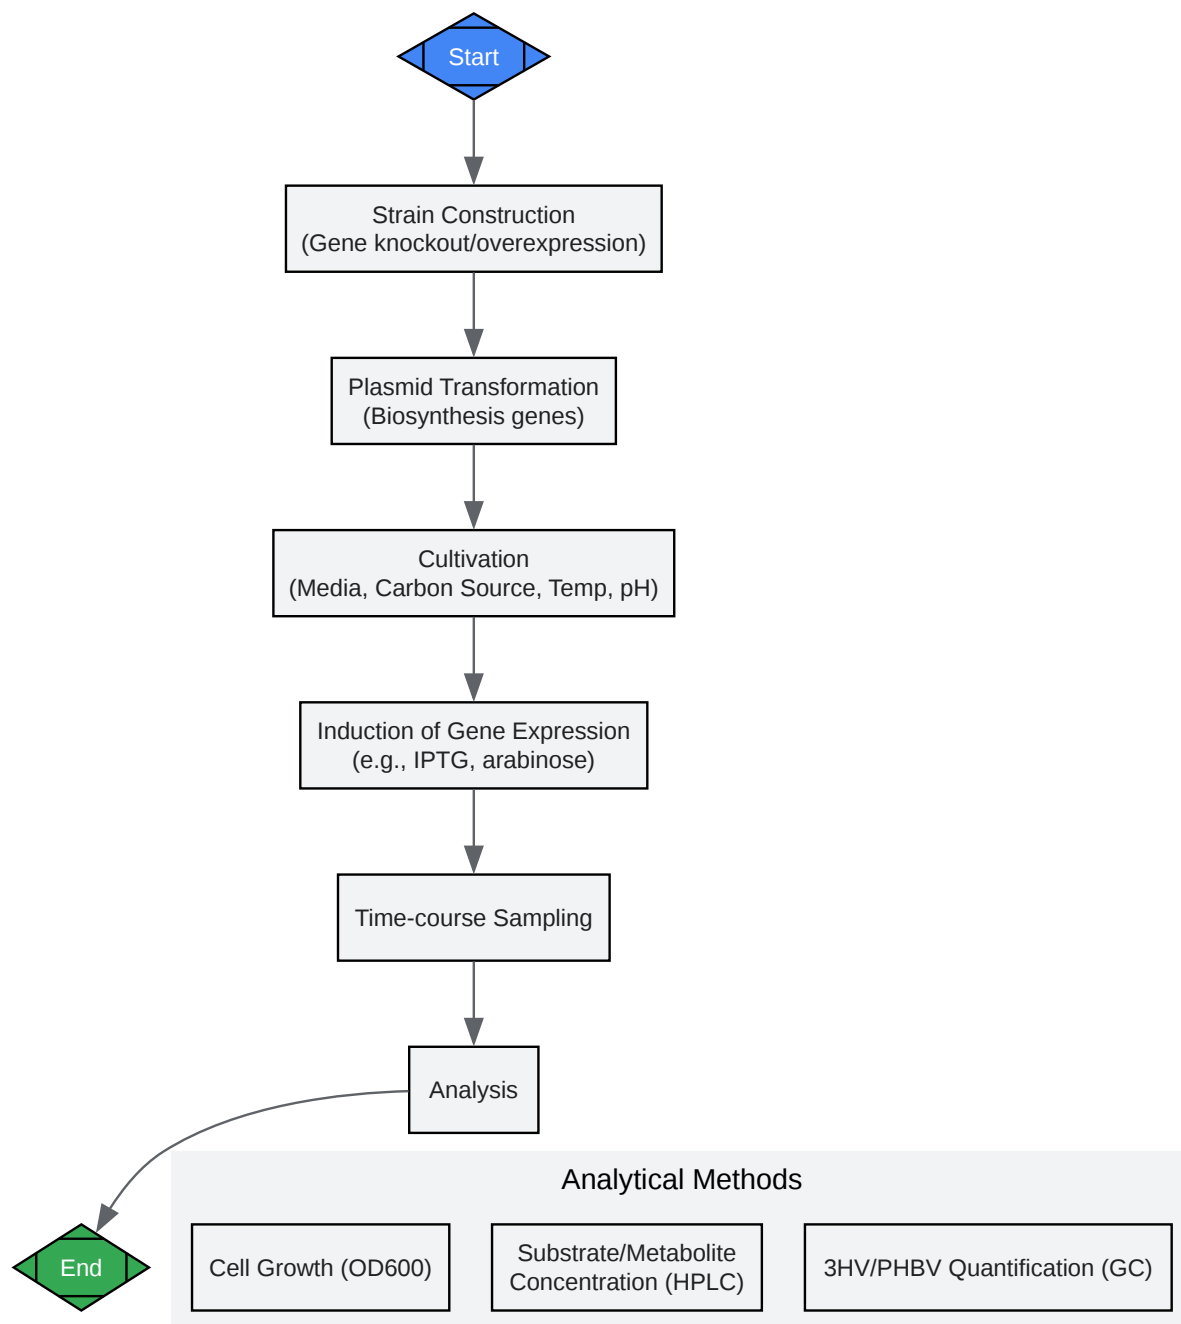 Start
Strain Construction
(Gene knockout/overexpression)
Plasmid Transformation
(Biosynthesis genes)
Cultivation
(Media, Carbon Source, Temp, pH)
Induction of Gene Expression
(e.g., IPTG, arabinose)
Time-course Sampling
Analysis
Analytical Methods
End
Cell Growth (OD600)
Substrate/Metabolite
Concentration (HPLC)
3HV/PHBV Quantification (GC)